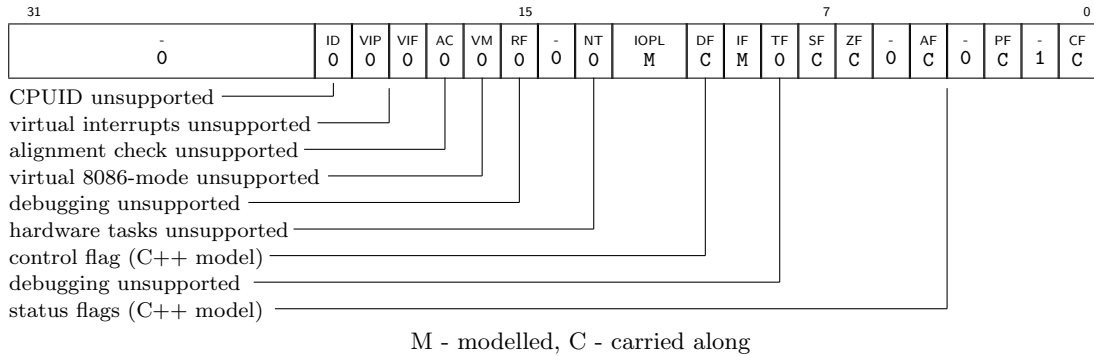 31 15 7 0
- ID VIP VIF AC VM RF - NT IOPL DF IF TF SF ZF - AF - PF - CF
0 0 0 0 0 0 0 0 0 M C M 0 C C 0 C 0 C 1 C
CPUID unsupported
virtual interrupts unsupported
alignment check unsupported
virtual 8086-mode unsupported
debugging unsupported
hardware tasks unsupported
control flag (C++ model)
debugging unsupported
status flags (C++ model)
M - modelled, C - carried along